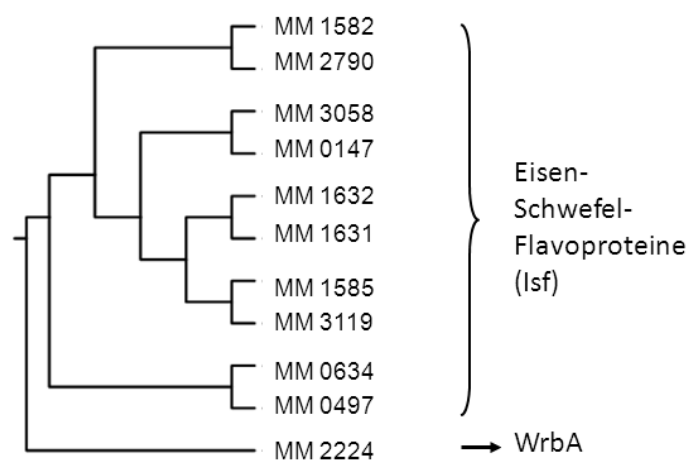 MM 1582
MM 2790
MM 3058
MM 0147
MM 1632
MM 1631
MM 1585
MM 3119
MM 0634
MM 0497
MM 2224
Eisen-
Schwefel-
Flavoproteine
(Isf)
WrbA